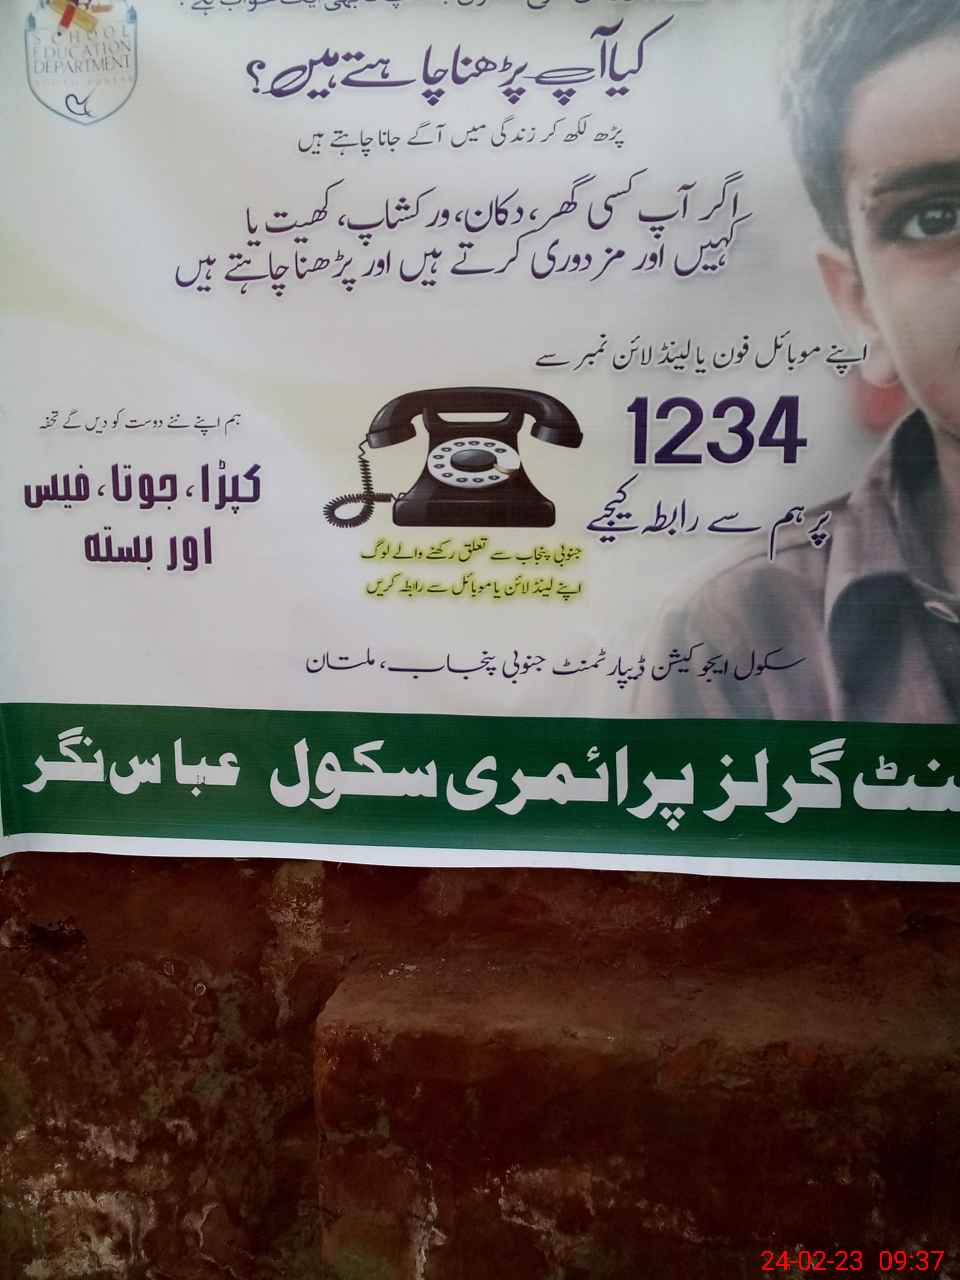 SCHOOL
EDUCATION
DEPARTMENT
کیا آپ پڑھنا چاہتے ہیں؟
پڑھ لکھ کر زندگی میں آگے جانا چاہتے ہیں
اگر آپ کسی گھر، دکان، ورکشاپ، کھیت یا
کہیں اور مزدوری کرتے ہیں اور پڑھنا چاہتے ہیں
اپنے موبائل فون یا لینڈ لائن نمبر سے
1234
پر ہم سے رابطہ کیجیے
ہم اپنے ننے دوست کو دیں گے تحفہ
کپڑا، جوتا، فیس
اور بستہ
جنوبی پنجاب سے تعلق رکھنے والے لوگ
اپنے لینڈ لائن یا موبائل سے رابطہ کریں
سکول ایجوکیشن ڈیپارٹمنٹ جنوبی پنجاب، ملتان
منٹ گرلز پرائمری سکول عباس نگر
24-02-23 09:37